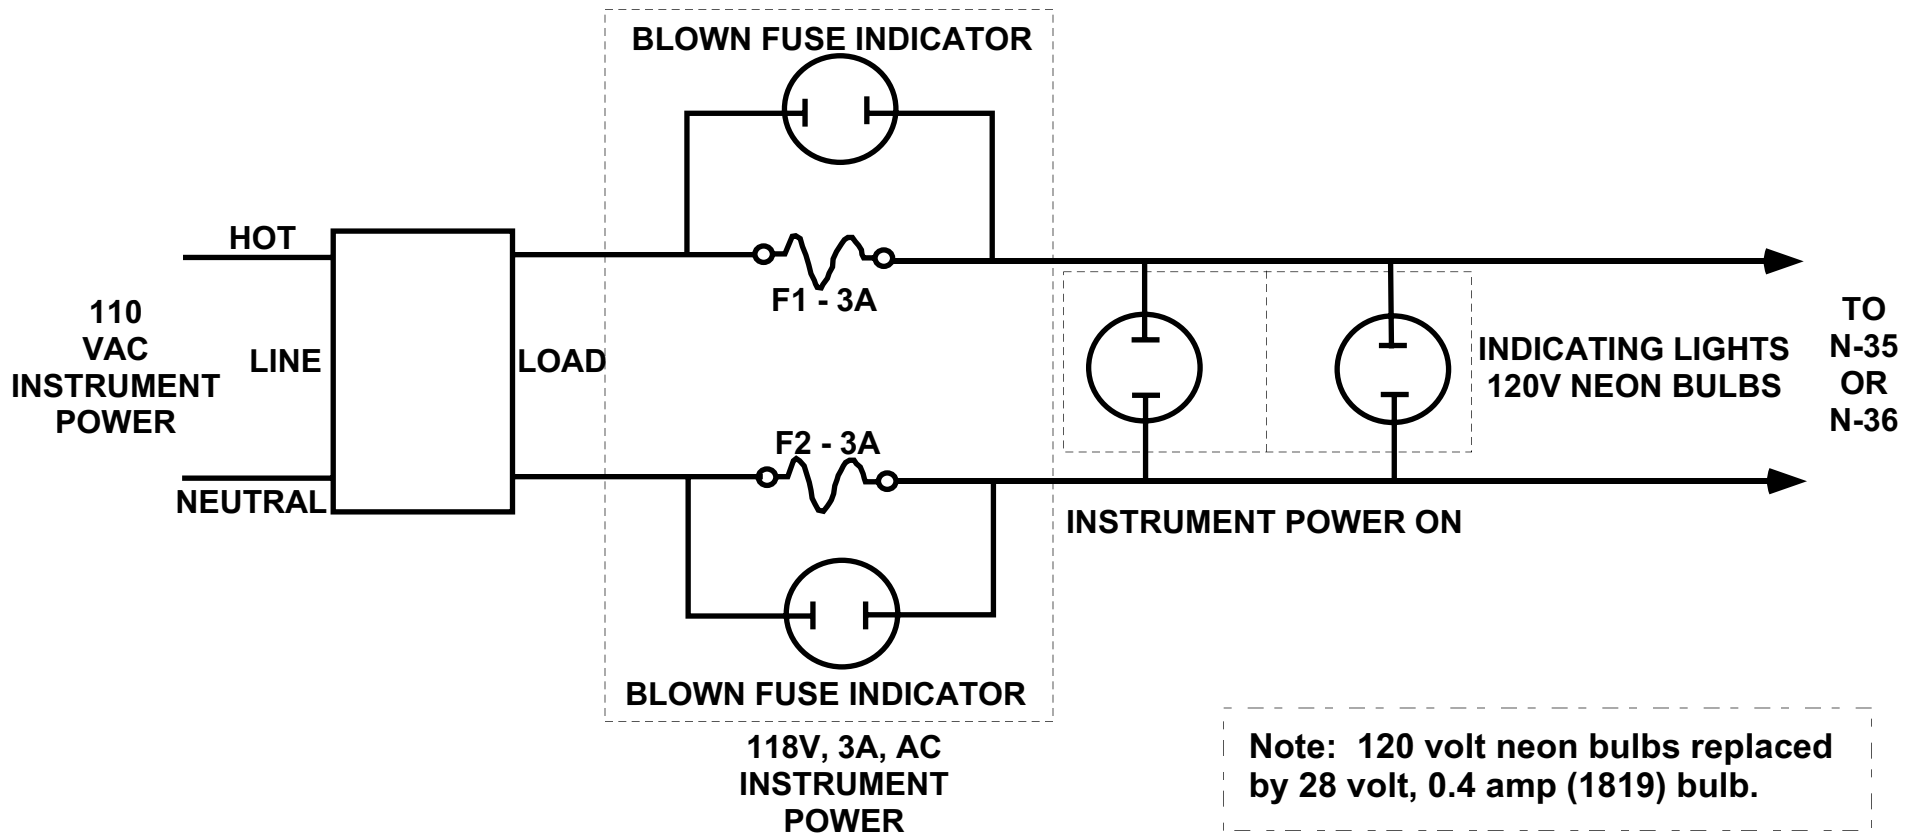 BLOWN FUSE INDICATOR
HOT
F1 - 3A
110
VAC
INSTRUMENT
POWER
LINE
LOAD
INDICATING LIGHTS
120V NEON BULBS
TO
N-35
OR
N-36
F2 - 3A
NEUTRAL
INSTRUMENT POWER ON
BLOWN FUSE INDICATOR
118V, 3A, AC
INSTRUMENT
POWER
Note: 120 volt neon bulbs replaced
by 28 volt, 0.4 amp (1819) bulb.